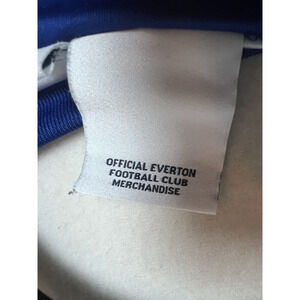 OFFICIAL EVERTON
FOOTBALL CLUB
MERCHANDISE